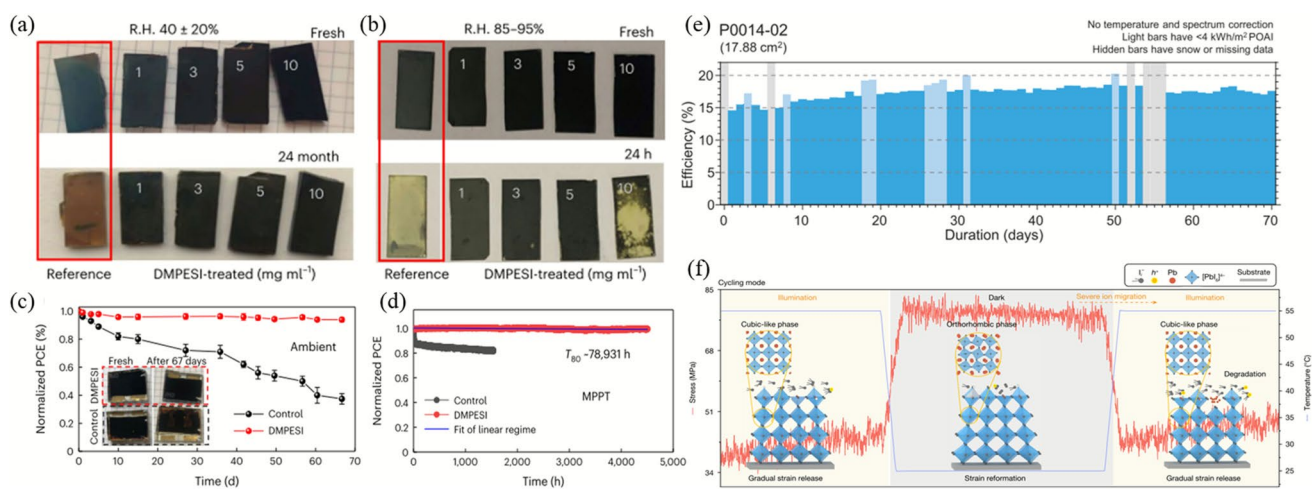 (a)
R.H. 40 ± 20%
Fresh
1
3
5
10
24 month
1
3
5
10
Reference
DMPESI-treated (mg ml⁻¹)
(b)
R.H. 85–95%
Fresh
1
3
5
10
24 h
1
3
5
10
Reference
DMPESI-treated (mg ml⁻¹)
(c)
Normalized PCE (%)
1.0
0.8
0.6
0.4
0.2
0
Ambient
Fresh
After 67 days
DMPESI
Control
Control
DMPESI
0 10 20 30 40 50 60 70
Time (d)
(d)
Normalized PCE
1.0
0.8
0.6
0.4
0.2
0
T₈₀ ~78,931 h
MPPT
Control
DMPESI
Fit of linear regime
0 1,000 2,000 3,000 4,000 5,000
Time (h)
(e)
P0014-02
(17.88 cm²)
No temperature and spectrum correction
Light bars have <4 kWh/m² POAI
Hidden bars have snow or missing data
Efficiency (%)
20
15
10
5
0
0 10 20 30 40 50 60 70
Duration (days)
(f)
I⁻ h⁺ Pb [PbI₆]⁴⁻ Substrate
Cycling mode
Illumination
Dark
Severe ion migration
Illumination
Cubic-like phase
Orthorhombic phase
Cubic-like phase
Degradation
Stress (MPa)
85
68
51
34
Temperature (°C)
55
50
45
40
35
30
25
Gradual strain release
Strain reformation
Gradual strain release